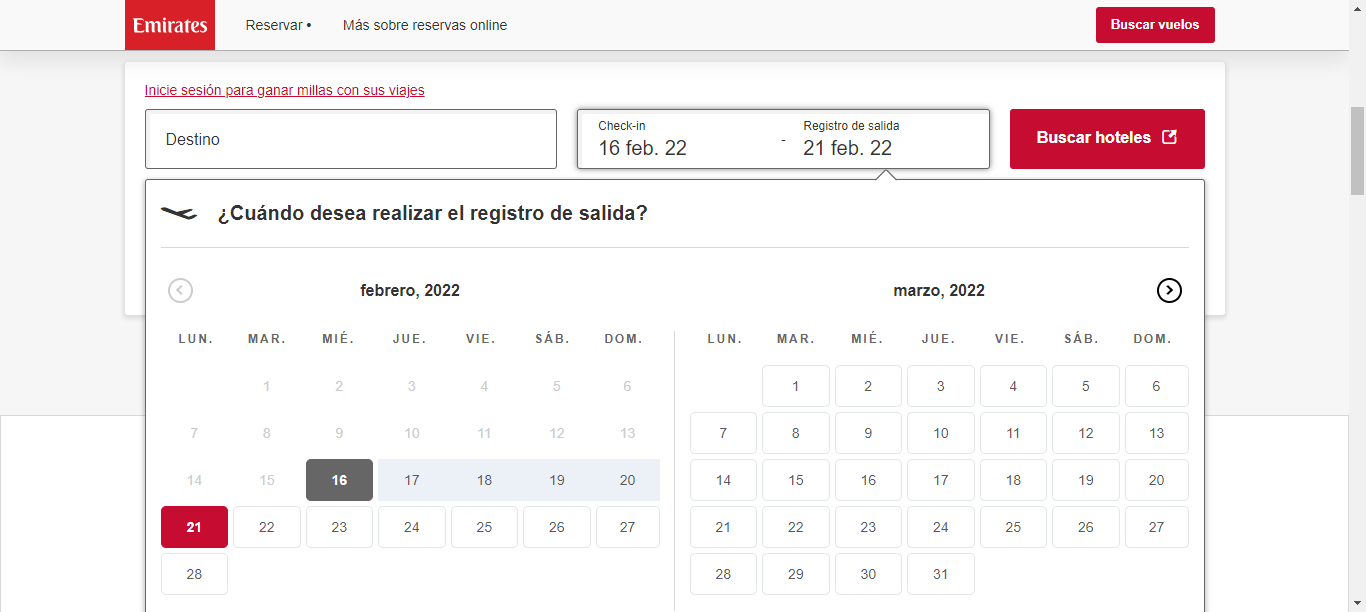 Emirates Reservar • Más sobre reservas online Buscar vuelos
Inicie sesión para ganar millas con sus viajes
Destino
Check-in
16 feb. 22
-
Registro de salida
21 feb. 22
Buscar hoteles
¿Cuándo desea realizar el registro de salida?
febrero, 2022
LUN. MAR. MIÉ. JUE. VIE. SÁB. DOM.
1 2 3 4 5 6
7 8 9 10 11 12 13
14 15 16 17 18 19 20
21 22 23 24 25 26 27
28
marzo, 2022
LUN. MAR. MIÉ. JUE. VIE. SÁB. DOM.
1 2 3 4 5 6
7 8 9 10 11 12 13
14 15 16 17 18 19 20
21 22 23 24 25 26 27
28 29 30 31